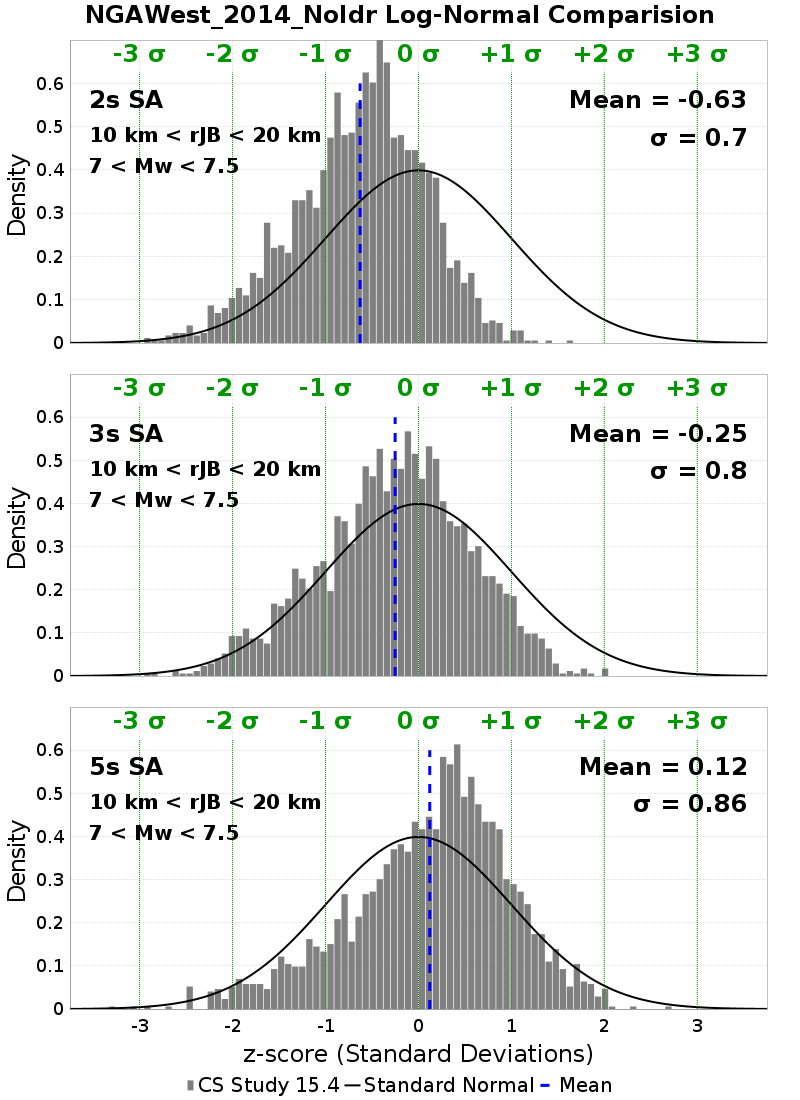 NGAWest_2014_NoIdr Log-Normal Comparision
-3 σ -2 σ -1 σ 0 σ +1 σ +2 σ +3 σ
2s SA Mean = -0.63
10 km < rJB < 20 km σ = 0.7
7 < Mw < 7.5
Density
0.6
0.5
0.4
0.3
0.2
0.1
0
-3 σ -2 σ -1 σ 0 σ +1 σ +2 σ +3 σ
3s SA Mean = -0.25
10 km < rJB < 20 km σ = 0.8
7 < Mw < 7.5
Density
0.6
0.5
0.4
0.3
0.2
0.1
0
-3 σ -2 σ -1 σ 0 σ +1 σ +2 σ +3 σ
5s SA Mean = 0.12
10 km < rJB < 20 km σ = 0.86
7 < Mw < 7.5
Density
0.6
0.5
0.4
0.3
0.2
0.1
0
-3 -2 -1 0 1 2 3
z-score (Standard Deviations)
CS Study 15.4 Standard Normal Mean